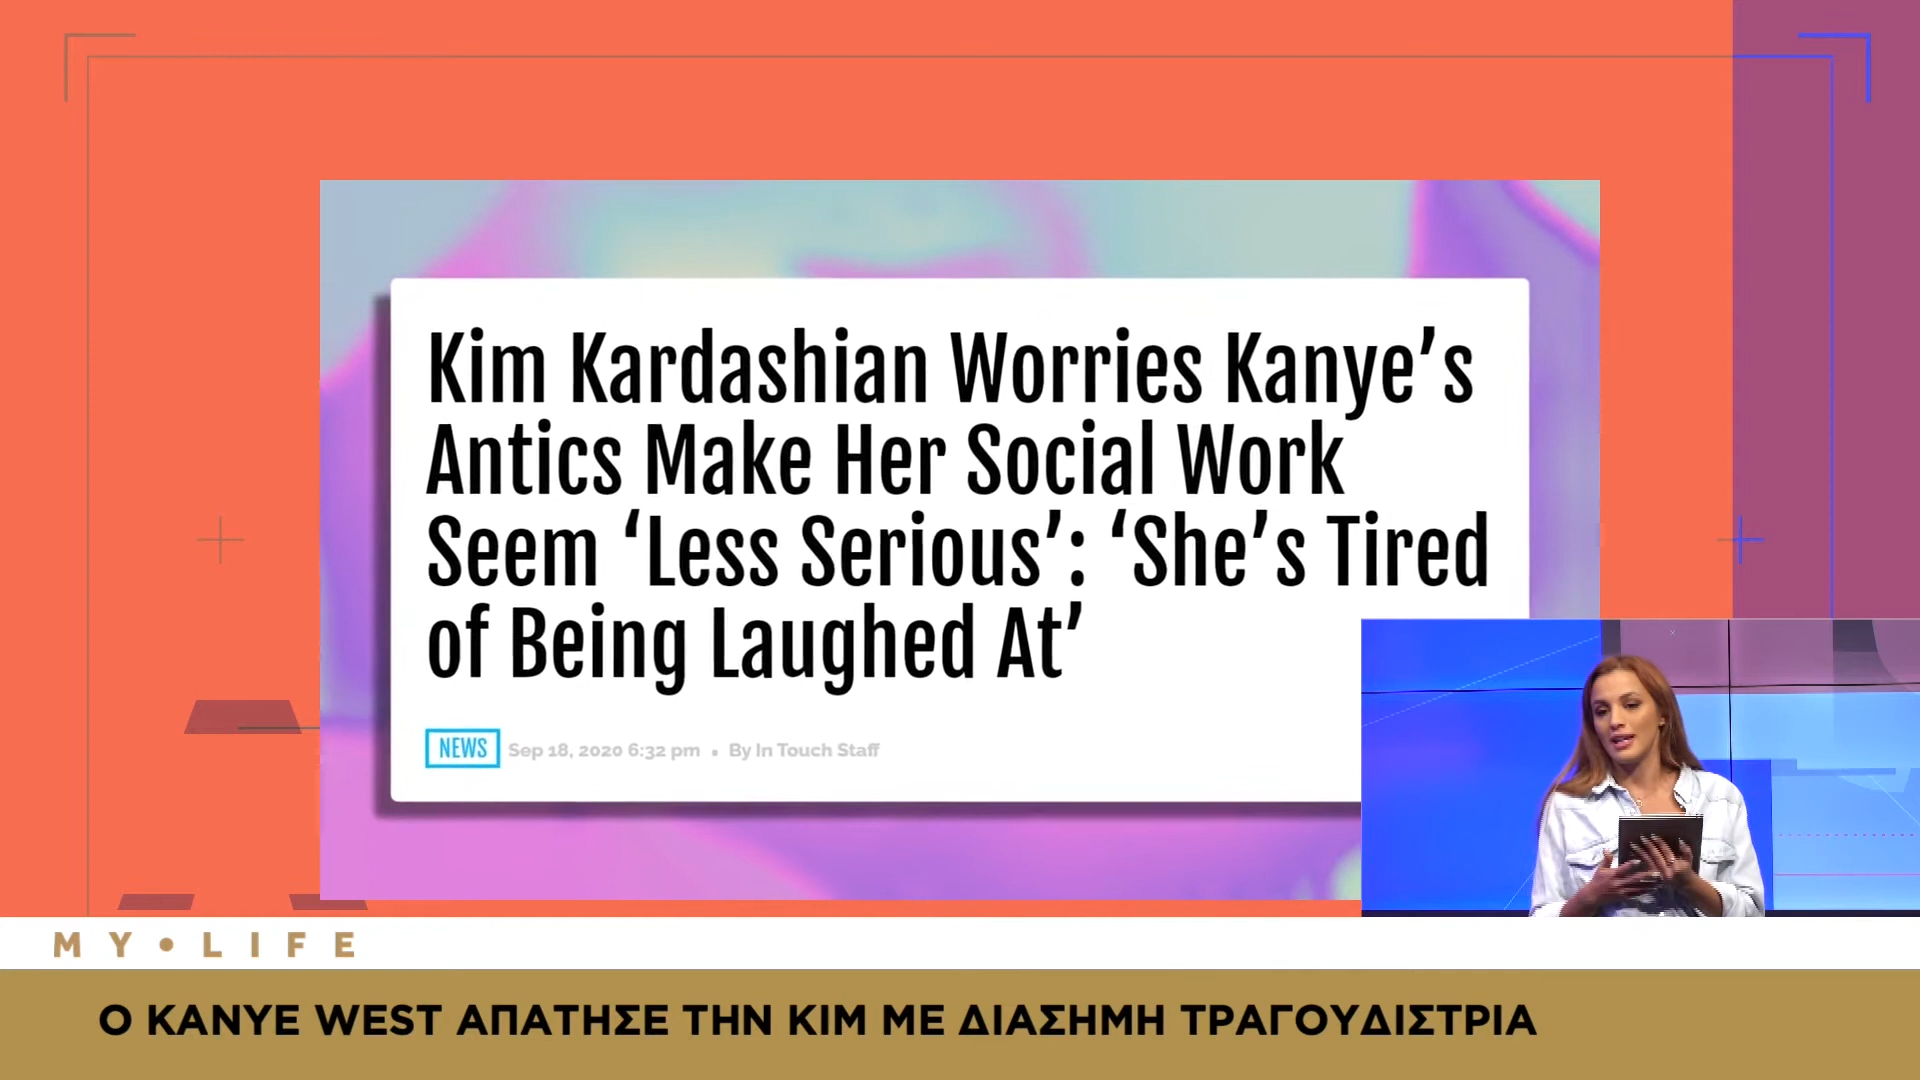 Kim Kardashian Worries Kanye’s
Antics Make Her Social Work
Seem ‘Less Serious’: ‘She’s Tired
of Being Laughed At’
NEWS Sep 18, 2020 6:32 pm • By In Touch Staff
MY•LIFE
Ο KANYE WEST ΑΠΑΤΗΣΕ ΤΗΝ KIM ΜΕ ΔΙΑΣΗΜΗ ΤΡΑΓΟΥΔΙΣΤΡΙΑ